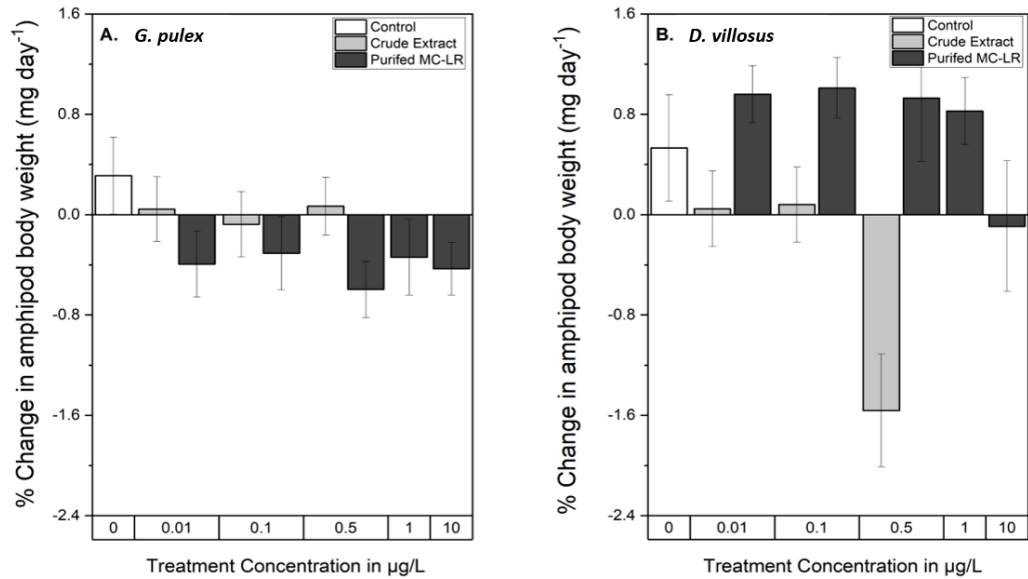 A. G. pulex
Control
Crude Extract
Purifed MC-LR
% Change in amphipod body weight (mg day-1)
1.6
0.8
0.0
-0.8
-1.6
-2.4
0 0.01 0.1 0.5 1 10
Treatment Concentration in µg/L
B. D. villosus
Control
Crude Extract
Purifed MC-LR
% Change in amphipod body weight (mg day-1)
1.6
0.8
0.0
-0.8
-1.6
-2.4
0 0.01 0.1 0.5 1 10
Treatment Concentration in µg/L